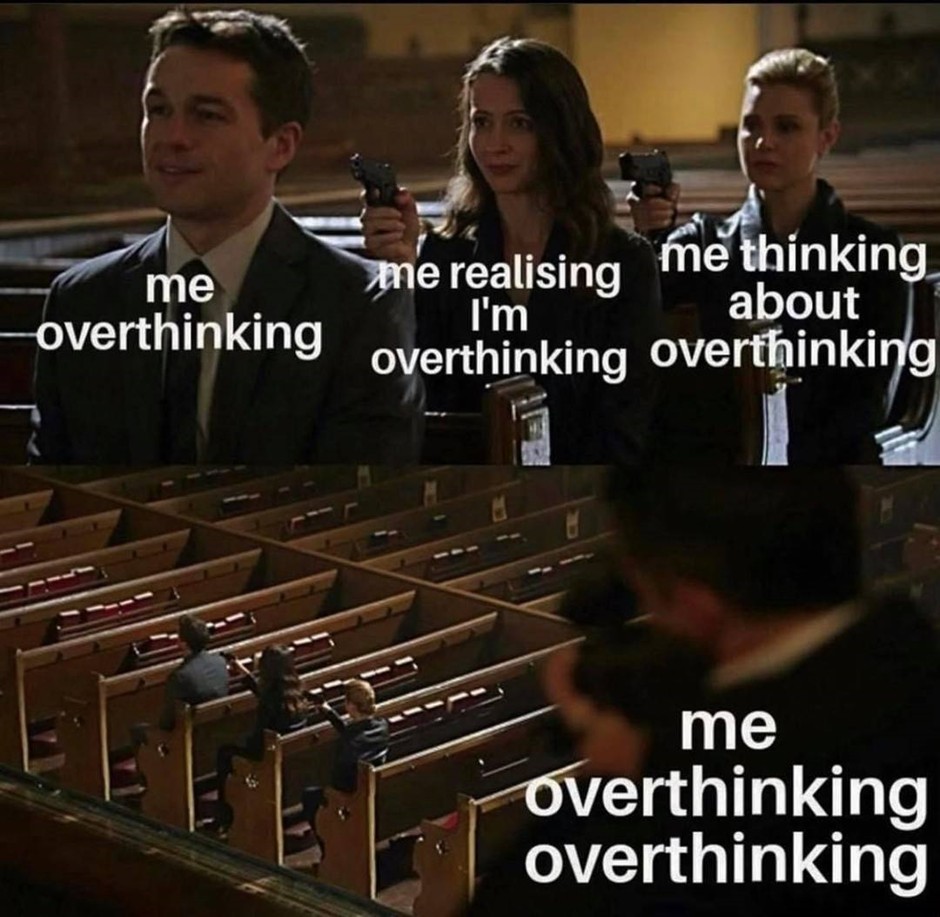 me
overthinking
me realising
I'm
overthinking
me thinking
about
overthinking
me
overthinking
overthinking